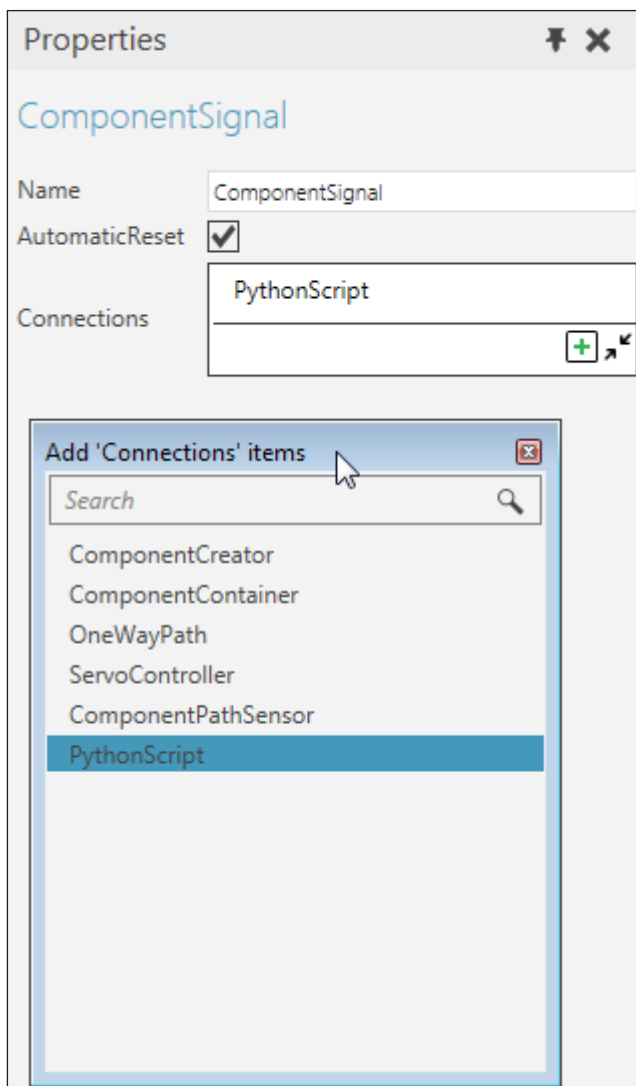 Properties
ComponentSignal
Name ComponentSignal
AutomaticReset
PythonScript
Connections
Add 'Connections' items
Search
ComponentCreator
ComponentContainer
OneWayPath
ServoController
ComponentPathSensor
PythonScript